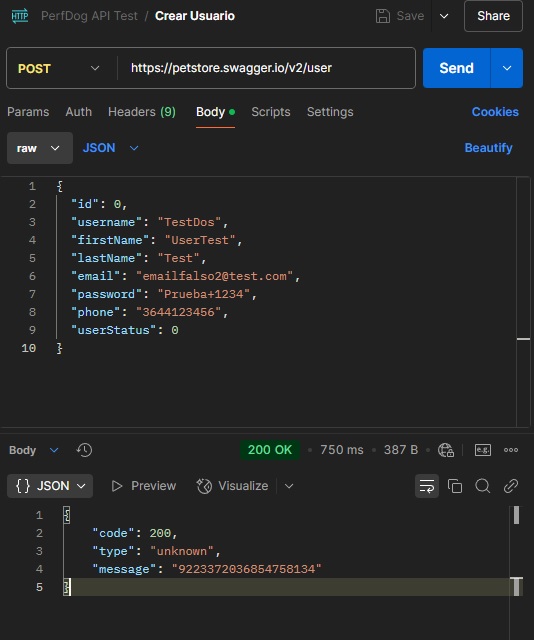 HTTP PerfDog API Test / Crear Usuario Save Share
POST https://petstore.swagger.io/v2/user Send
Params Auth Headers (9) Body Scripts Settings Cookies
raw JSON Beautify
1 {
2 "id": 0,
3 "username": "TestDos",
4 "firstName": "UserTest",
5 "lastName": "Test",
6 "email": "emailfalso2@test.com",
7 "password": "Prueba+1234",
8 "phone": "3644123456",
9 "userStatus": 0
10 }
Body 200 OK • 750 ms • 387 B e.g.
{} JSON Preview Visualize
1 {
2 "code": 200,
3 "type": "unknown",
4 "message": "9223372036854758134"
5 }